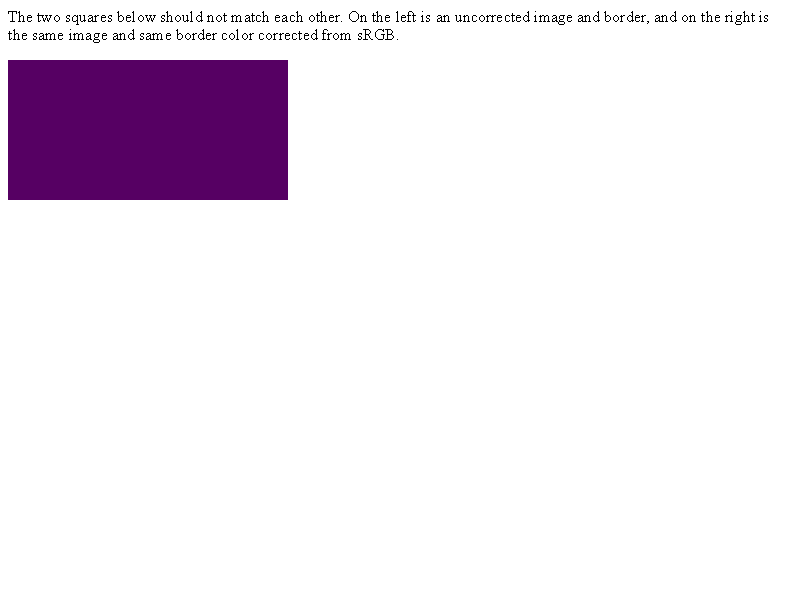 The two squares below should not match each other. On the left is an uncorrected image and border, and on the right is
the same image and same border color corrected from sRGB.